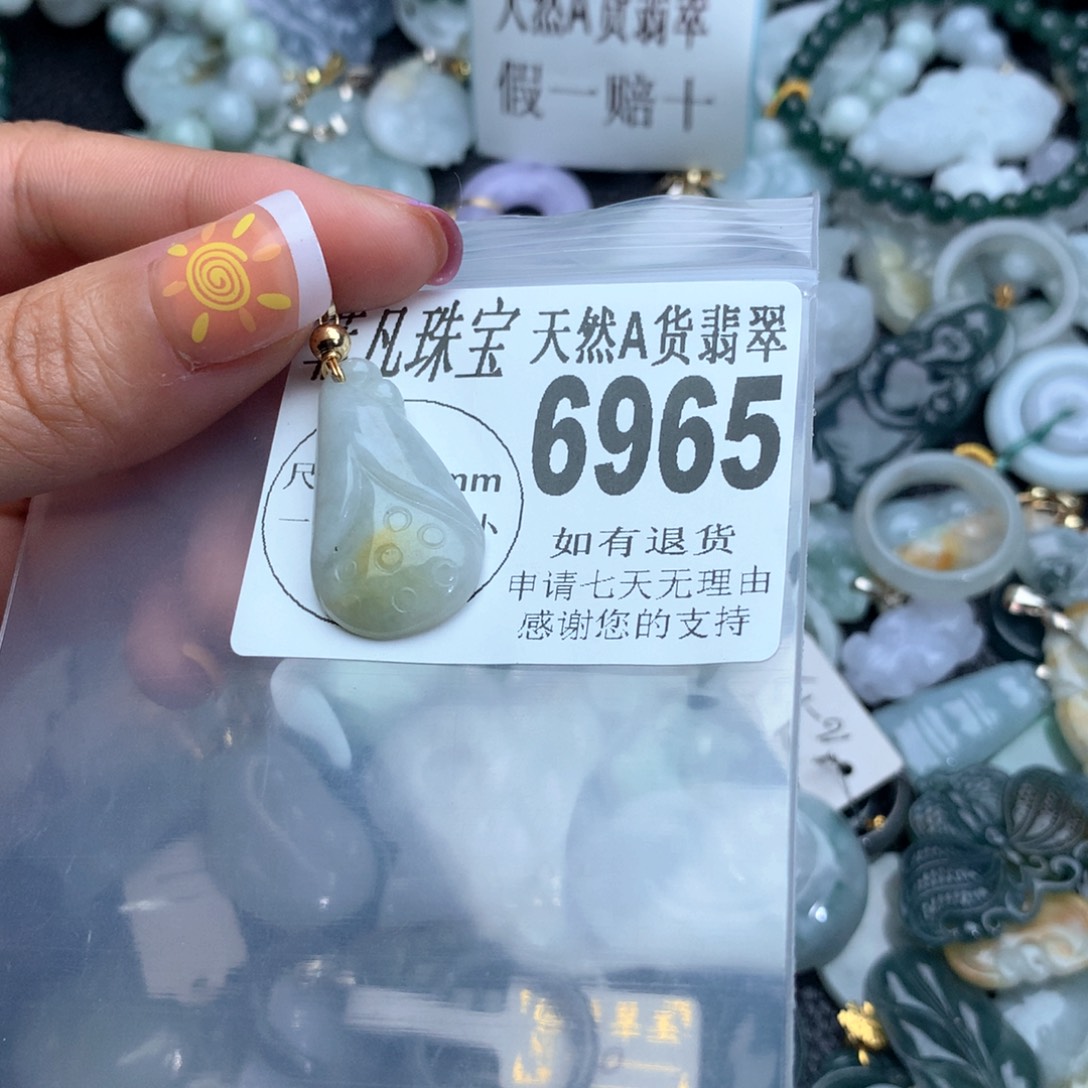 天然A货翡翠
假一赔十
凡珠宝 天然A货翡翠
6965
尺 mm
一 小
如有退货
申请七天无理由
感谢您的支持